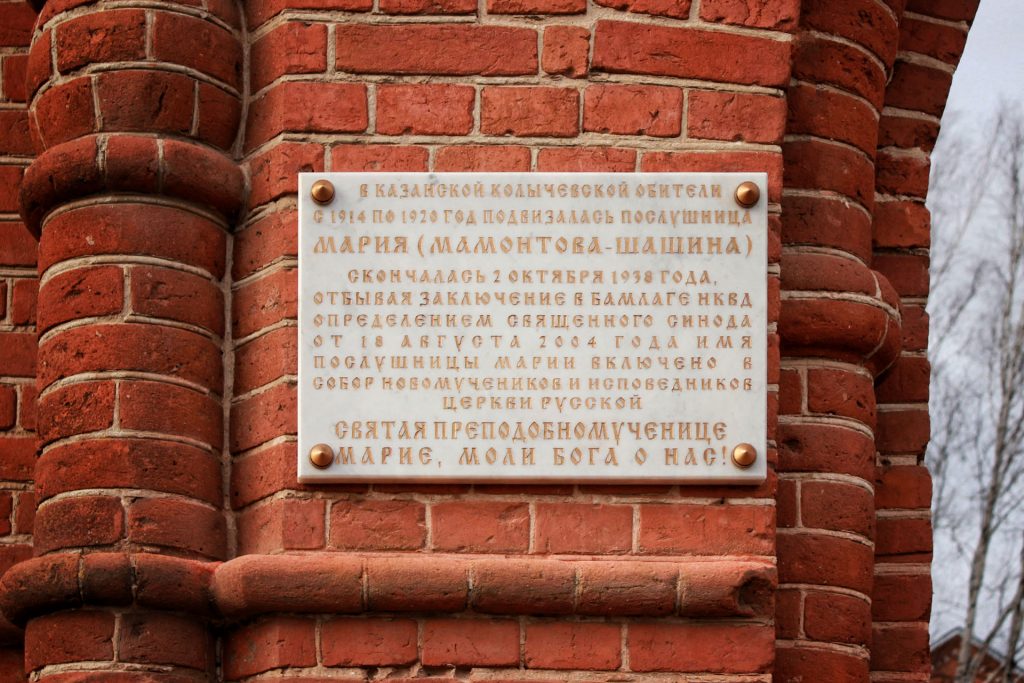 В КАЗАНСКОЙ КОЛЫЧЕВСКОЙ ОБИТЕЛИ
С 1914 ПО 1920 ГОД ПОДВИЗАЛАСЬ ПОСЛУШНИЦА
МАРИЯ (МАМОНТОВА-ШАШИНА)
СКОНЧАЛАСЬ 2 ОКТЯБРЯ 1938 ГОДА,
ОТБЫВАЯ ЗАКЛЮЧЕНИЕ В БАМЛАГЕ НКВД
ОПРЕДЕЛЕНИЕМ СВЯЩЕННОГО СИНОДА
ОТ 18 АВГУСТА 2004 ГОДА ИМЯ
ПОСЛУШНИЦЫ МАРИИ ВКЛЮЧЕНО В
СОБОР НОВОМУЧЕНИКОВ И ИСПОВЕДНИКОВ
ЦЕРКВИ РУССКОЙ
СВЯТАЯ ПРЕПОДОБНОМУЧЕНИЦЕ
МАРИЕ, МОЛИ БОГА О НАС!